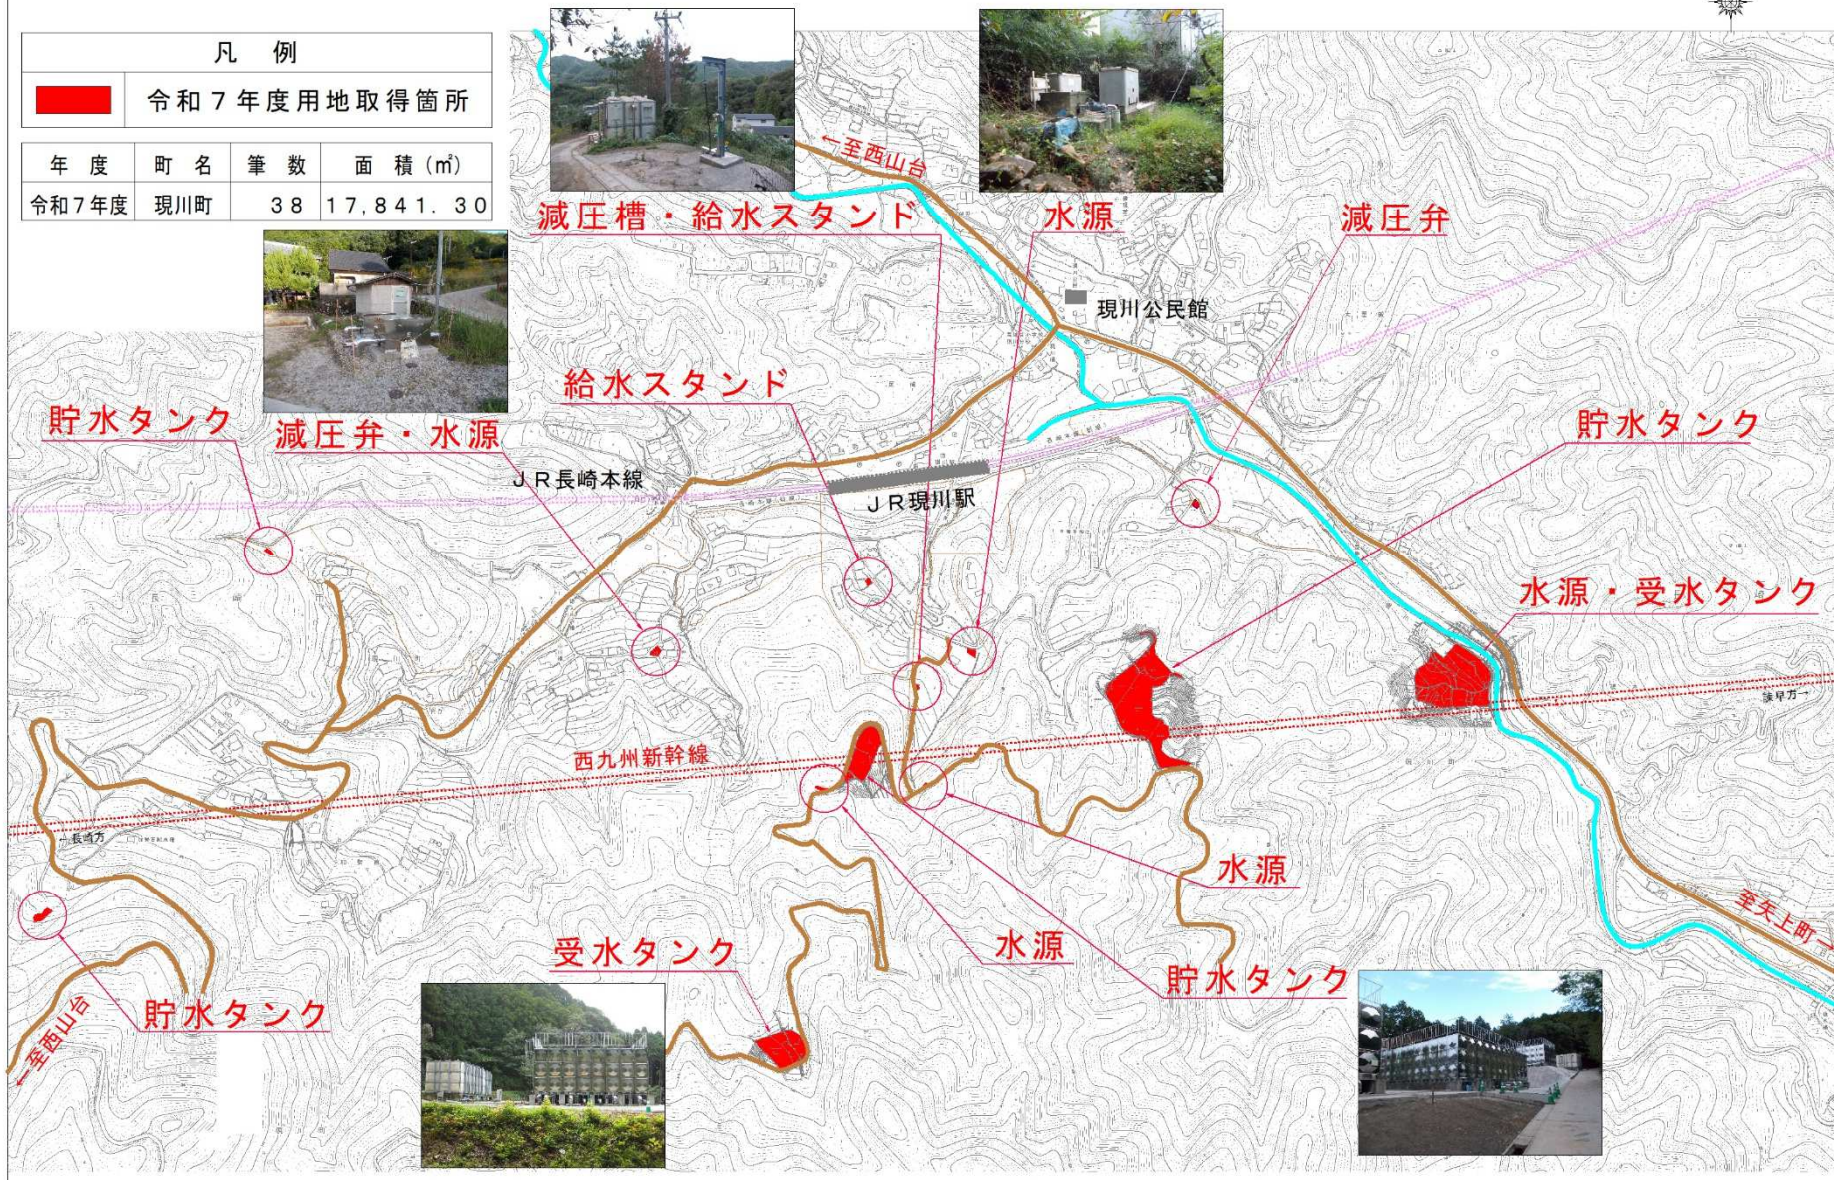 凡 例
令和７年度用地取得箇所
年 度 町 名 筆 数 面 積 (㎡)
令和７年度 現川町 ３８ １７,８４１.３０
←至西山台
減圧槽・給水スタンド
水源
減圧弁
現川公民館
給水スタンド
貯水タンク
減圧弁・水源
貯水タンク
ＪＲ長崎本線
ＪＲ現川駅
水源・受水タンク
諫早方→
西九州新幹線
←長崎方
水源
至矢上町→
受水タンク
水源
貯水タンク
貯水タンク
←至西山台